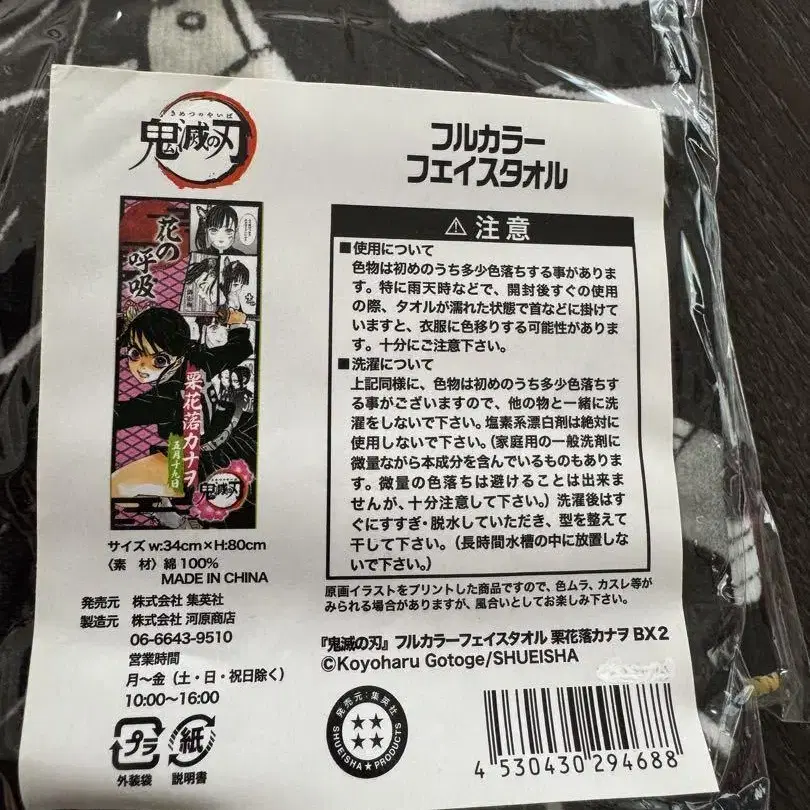 きめつのやいば
鬼滅の刃
フルカラー
フェイスタオル
花の
呼吸
栗花落カナヲ
五月十九日
鬼滅の刃
⚠注意
■使用について
色物は初めのうち多少色落ちする事がありま
す。特に雨天時などで、開封後すぐの使用
の際、タオルが濡れた状態で首などに掛けて
いますと、衣服に色移りする可能性がありま
す。十分にご注意下さい。
■洗濯について
上記同様に、色物は初めのうち多少色落ちす
る事がございますので、他の物と一緒に洗
濯をしないで下さい。塩素系漂白剤は絶対に
使用しないで下さい。(家庭用の一般洗剤に
微量ながら本成分を含んでいるものもありま
す。微量の色落ちは避けることは出来ま
せんが、十分注意して下さい。)洗濯後はす
ぐにすすぎ・脱水していただき、型を整えて
干して下さい。(長時間水槽の中に放置しな
いで下さい。)
原画イラストをプリントした商品ですので、色ムラ、カスレ等が
みられる場合がありますが、風合いとしてお楽しみ下さい。
サイズ w:34cm×H:80cm
〈素 材〉綿 100%
MADE IN CHINA
発売元 株式会社 集英社
製造元 株式会社 河原商店
06-6643-9510
営業時間
月〜金(土・日・祝日除く)
10:00〜16:00
プラ
外装袋
紙
説明書
『鬼滅の刃』フルカラーフェイスタオル 栗花落カナヲ BX2
©Koyoharu Gotoge/SHUEISHA
発売元:集英社
SHUEISHA★PRODUCTS
4 530430 294688